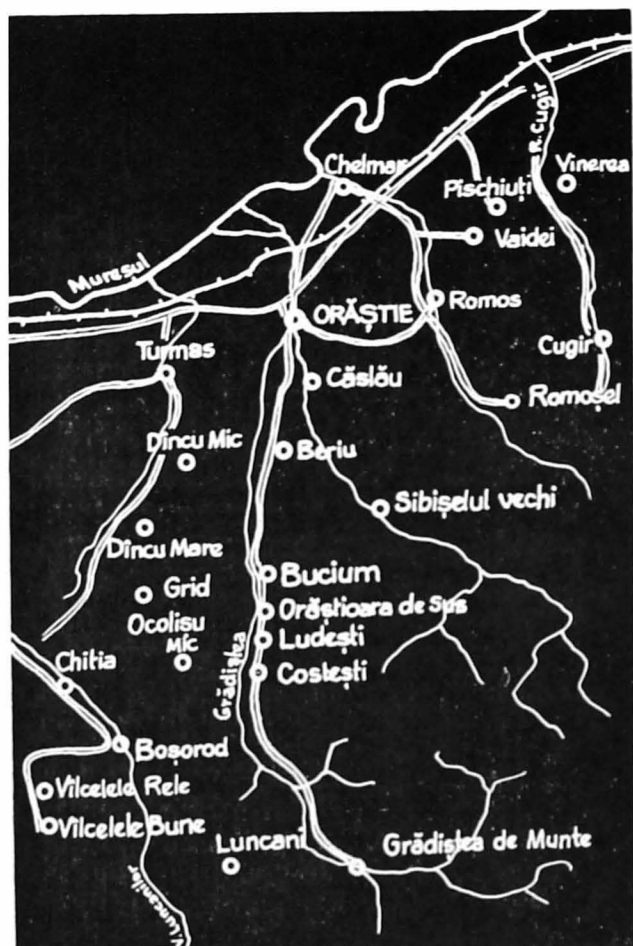 R. Cugir
Vinerea
Chelmar
Pischiuți
Vaidei
Mureșul
ORĂȘTIE
Romos
Turmas
Cugir
Căslău
Romoșel
Dîncu Mic
Beriu
Sibișelul vechi
Dîncu Mare
Bucium
Grid
Orăștioara de Sus
Ocolișu
Mic
Ludești
Chitia
Costești
Grădiștea
Boșorod
Vîlcelele Rele
Vîlcelele Bune
Luncani
Grădiștea de Munte
V. Luncanilor